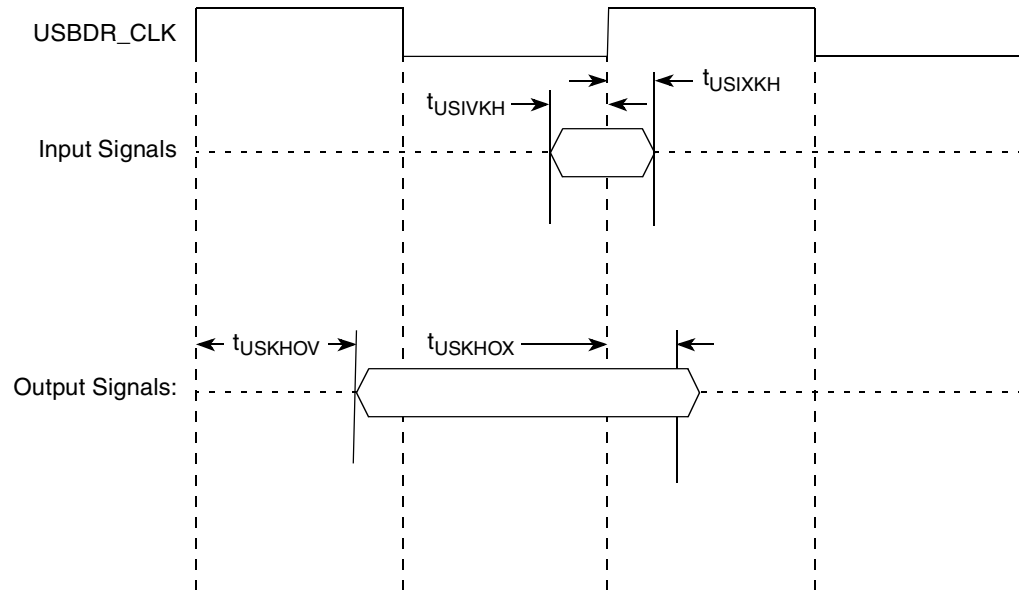 USBDR_CLK
tUSIXKH
tUSIVKH
Input Signals
tUSKHOV
tUSKHOX
Output Signals: